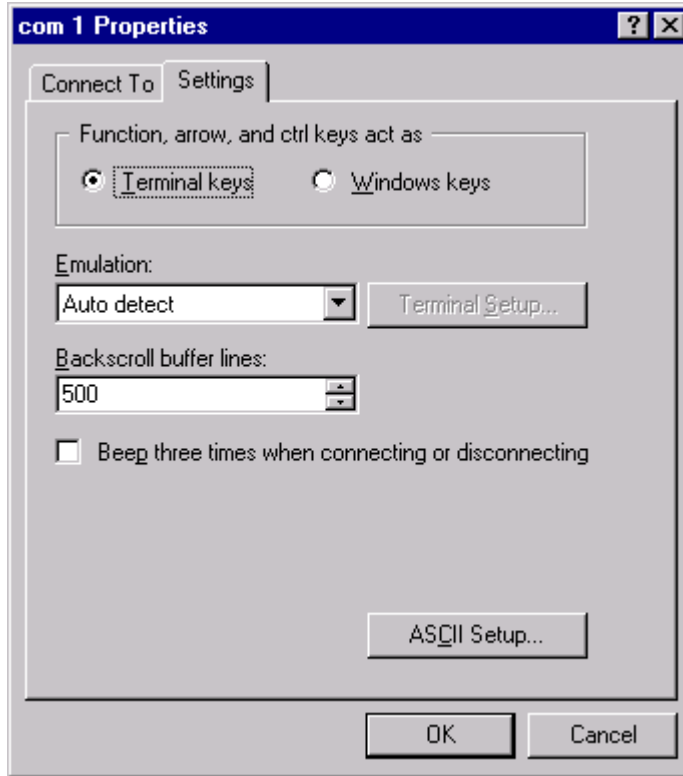 com 1 Properties
Connect To Settings
Function, arrow, and ctrl keys act as
Terminal keys Windows keys
Emulation:
Auto detect Terminal Setup...
Backscroll buffer lines:
500
Beep three times when connecting or disconnecting
ASCII Setup...
OK Cancel